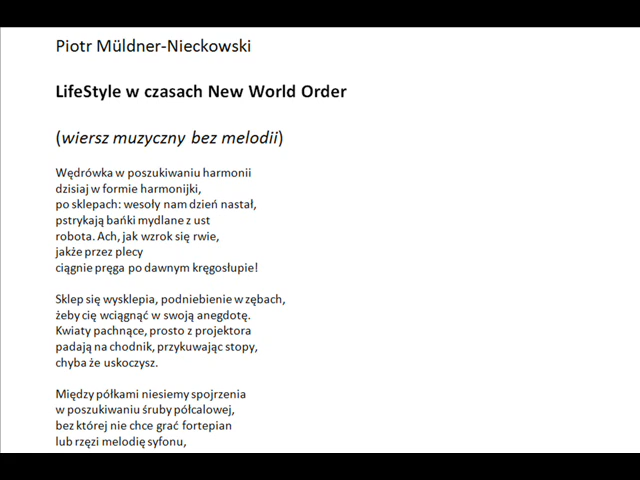 Piotr Müldner-Nieckowski
LifeStyle w czasach New World Order
(wiersz muzyczny bez melodii)
Wędrówka w poszukiwaniu harmonii
dzisiaj w formie harmonijki,
po sklepach: wesoły nam dzień nastał,
pstrykają bańki mydlane z ust
robota. Ach, jak wzrok się rwie,
jakże przez plecy
ciągnie pręga po dawnym kręgosłupie!
Sklep się wysklepia, podniebienie w zębach,
żeby cię wciągnąć w swoją anegdotę.
Kwiaty pachnące, prosto z projektora
padają na chodnik, przykuwając stopy,
chyba że uskoczysz.
Między półkami niesiemy spojrzenia
w poszukiwaniu śruby półcalowej,
bez której nie chce grać fortepian
lub rzęzi melodię syfonu,